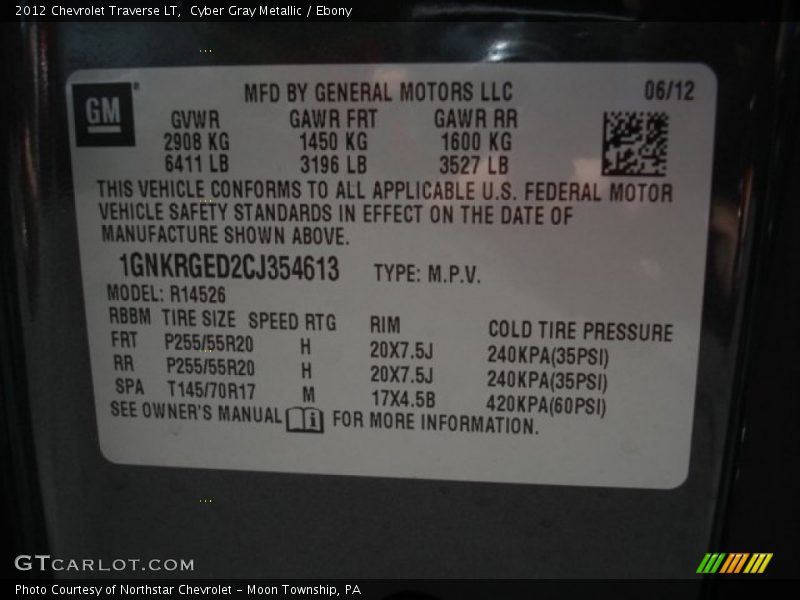 2012 Chevrolet Traverse LT, Cyber Gray Metallic / Ebony
GM
MFD BY GENERAL MOTORS LLC 06/12
GVWR GAWR FRT GAWR RR
2908 KG 1450 KG 1600 KG
6411 LB 3196 LB 3527 LB
THIS VEHICLE CONFORMS TO ALL APPLICABLE U.S. FEDERAL MOTOR
VEHICLE SAFETY STANDARDS IN EFFECT ON THE DATE OF
MANUFACTURE SHOWN ABOVE.
1GNKRGED2CJ354613 TYPE: M.P.V.
MODEL: R14526
RBBM TIRE SIZE SPEED RTG RIM COLD TIRE PRESSURE
FRT P255/55R20 H 20X7.5J 240KPA(35PSI)
RR P255/55R20 H 20X7.5J 240KPA(35PSI)
SPA T145/70R17 M 17X4.5B 420KPA(60PSI)
SEE OWNER'S MANUAL i FOR MORE INFORMATION.
GTCARLOT.COM
Photo Courtesy of Northstar Chevrolet - Moon Township, PA